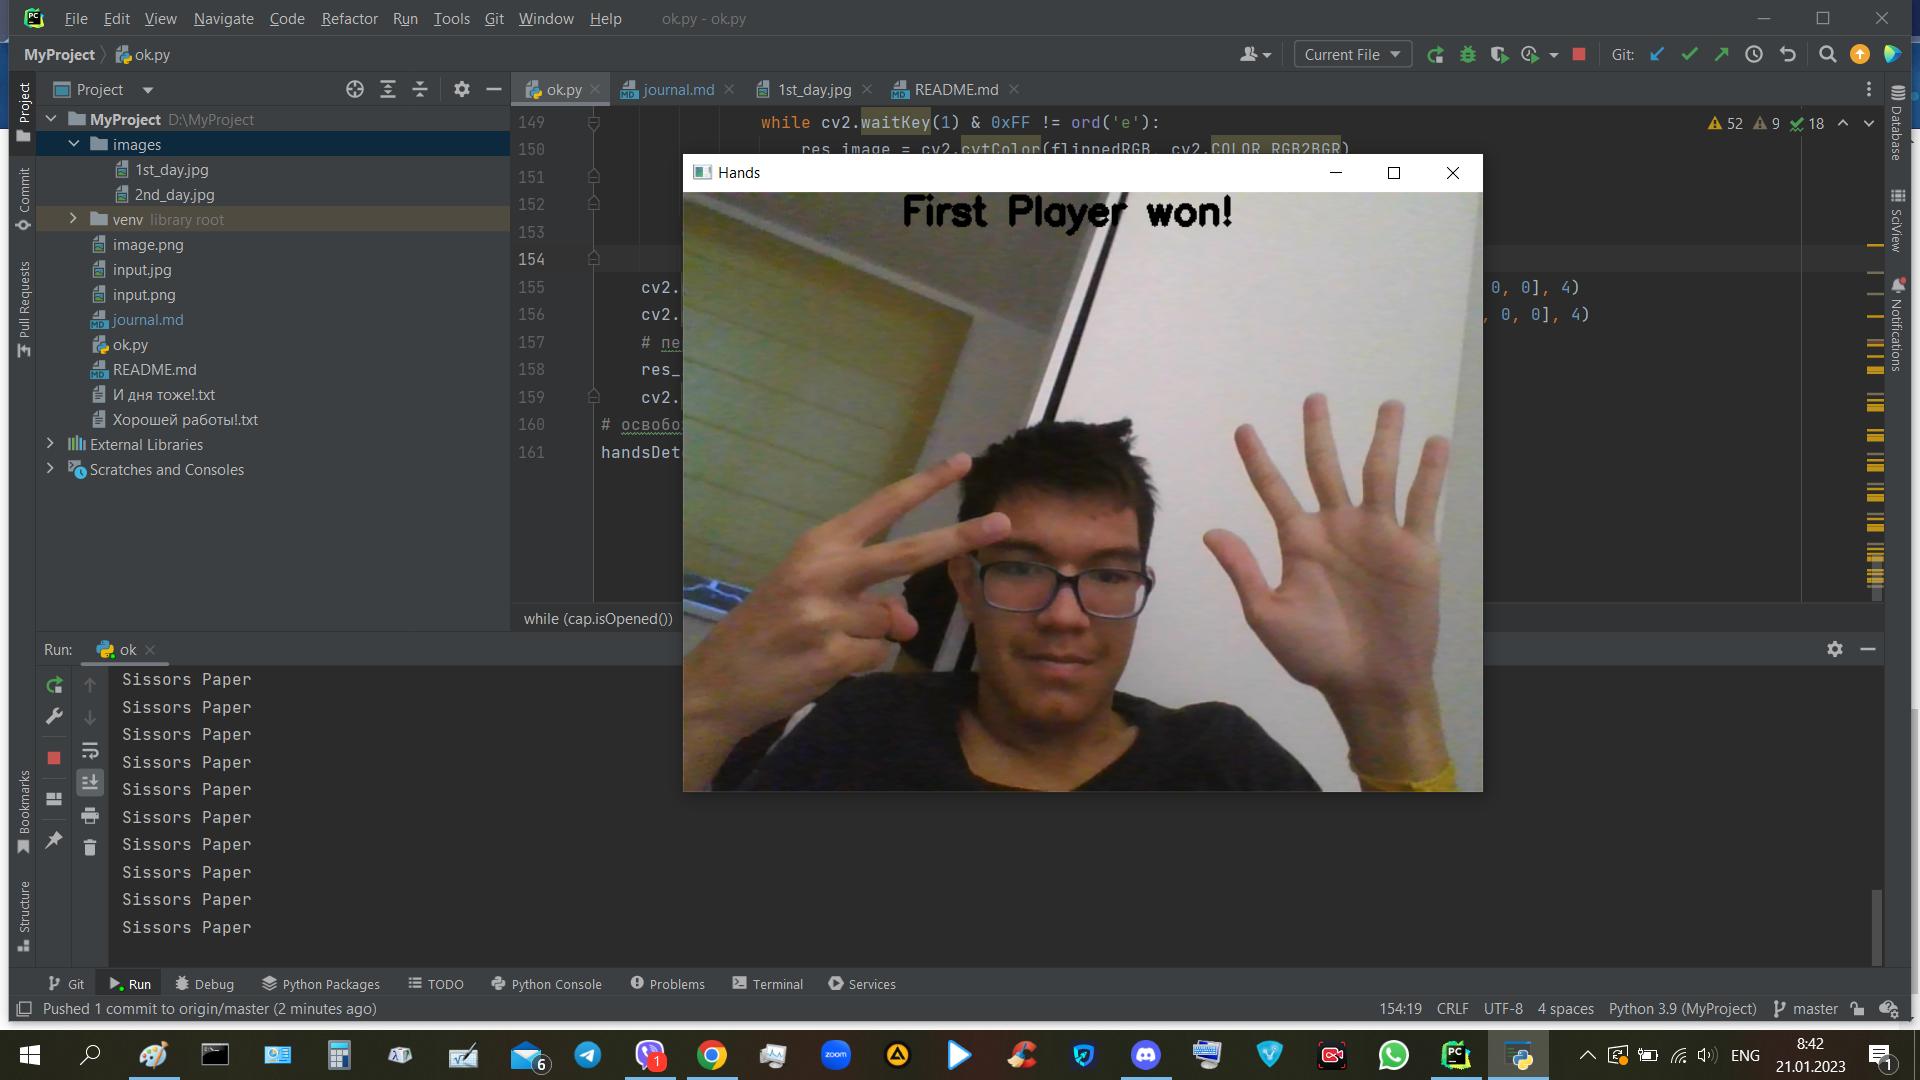 File Edit View Navigate Code Refactor Run Tools Git Window Help ok.py - ok.py
MyProject ok.py Current File Git:
Project ok.py journal.md 1st_day.jpg README.md
MyProject D:\MyProject
images
1st_day.jpg
2nd_day.jpg
venv library root
image.png
input.jpg
input.png
journal.md
ok.py
README.md
И дня тоже!.txt
Хорошей работы!.txt
External Libraries
Scratches and Consoles
Project
Commit
Pull Requests
Bookmarks
Structure
149 while cv2.waitKey(1) & 0xFF != ord('e'):
150 res_image = cv2.cvtColor(flippedRGB, cv2.COLOR_RGB2BGR)
151
152
153
154
155 cv2. 0, 0], 4)
156 cv2. , 0, 0], 4)
157 # пе
158 res_
159 cv2.
160 # освобо
161 handsDet
52 9 18
while (cap.isOpened())
Database
SciView
Notifications
Hands
First Player won!
Run: ok
Sissors Paper
Sissors Paper
Sissors Paper
Sissors Paper
Sissors Paper
Sissors Paper
Sissors Paper
Sissors Paper
Sissors Paper
Sissors Paper
Git Run Debug Python Packages TODO Python Console Problems Terminal Services
Pushed 1 commit to origin/master (2 minutes ago) 154:19 CRLF UTF-8 4 spaces Python 3.9 (MyProject) master
6 1 zoom PC ENG
8:42
21.01.2023
1